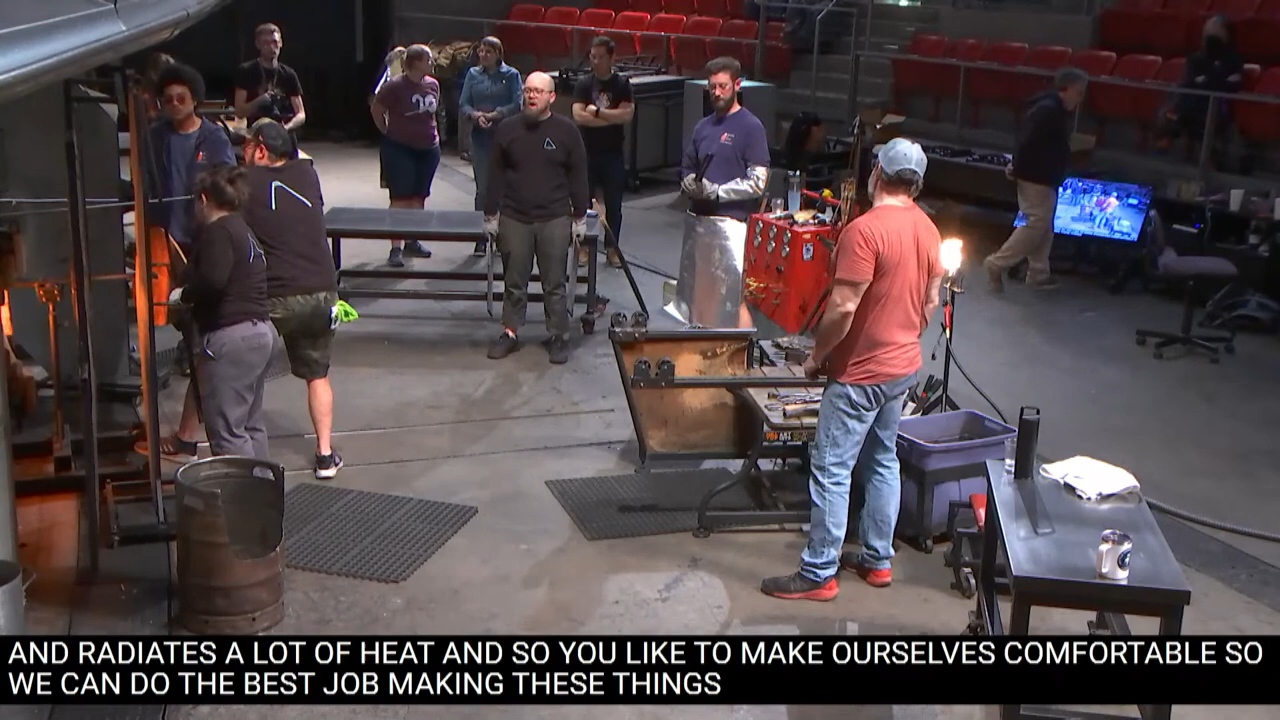 AND RADIATES A LOT OF HEAT AND SO YOU LIKE TO MAKE OURSELVES COMFORTABLE SO
WE CAN DO THE BEST JOB MAKING THESE THINGS